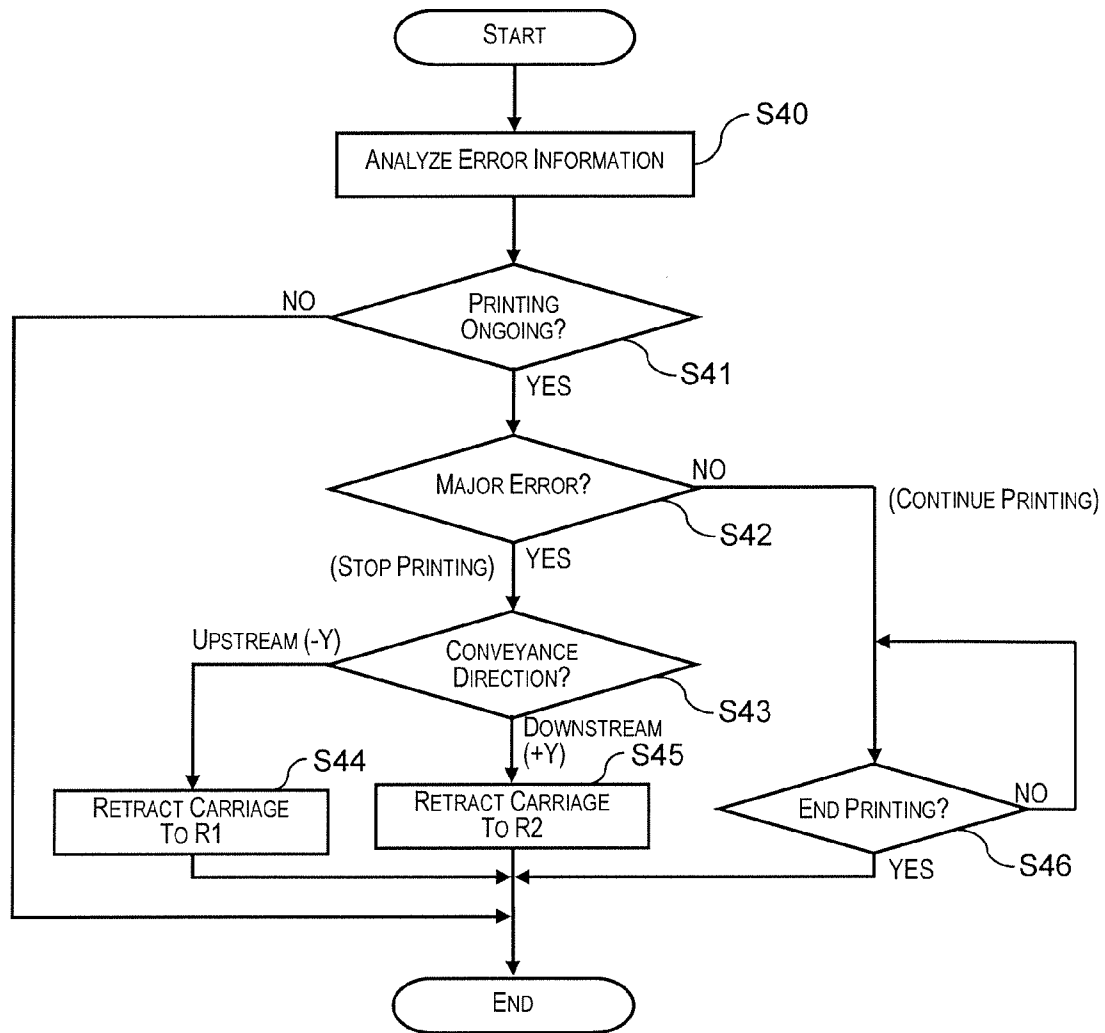 START
S40
ANALYZE ERROR INFORMATION
NO
PRINTING
ONGOING?
S41
YES
MAJOR ERROR?
NO
(CONTINUE PRINTING)
S42
(STOP PRINTING)
YES
UPSTREAM (-Y)
CONVEYANCE
DIRECTION?
S43
DOWNSTREAM
(+Y)
S44
S45
RETRACT CARRIAGE
TO R1
RETRACT CARRIAGE
TO R2
END PRINTING?
NO
YES
S46
END